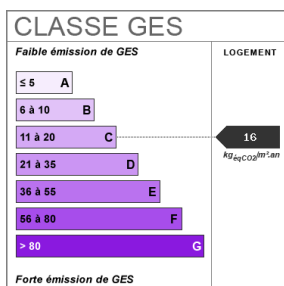 CLASSE GES
Faible émission de GES
LOGEMENT
≤ 5 A
6 à 10 B
11 à 20 C
16
kgéqCO2/m².an
21 à 35 D
36 à 55 E
56 à 80 F
> 80 G
Forte émission de GES